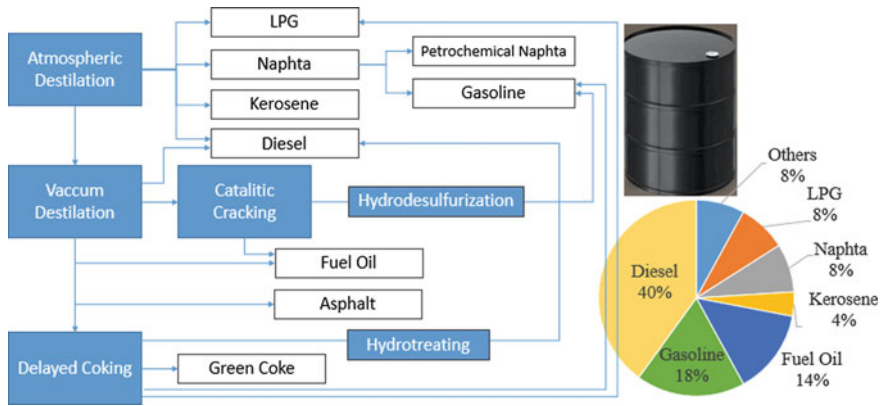 LPG
Atmospheric
Destilation
Naphta
Petrochemical Naphta
Gasoline
Kerosene
Diesel
Vaccum
Destilation
Catalitic
Cracking
Hydrodesulfurization
Fuel Oil
Asphalt
Delayed Coking
Hydrotreating
Green Coke
Others
8%
LPG
8%
Naphta
8%
Kerosene
4%
Fuel Oil
14%
Gasoline
18%
Diesel
40%